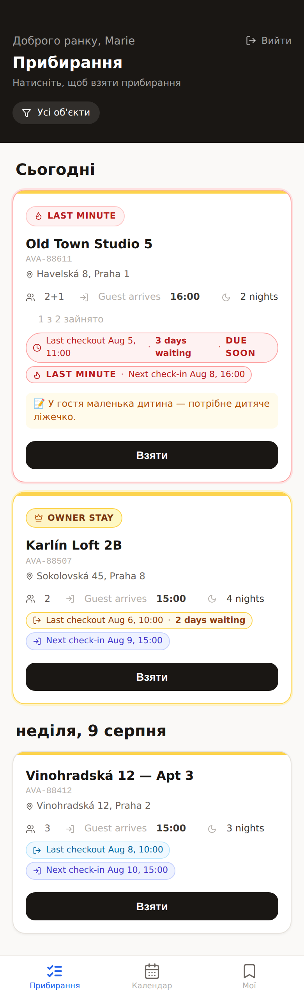 Доброго ранку, Marie
Вийти
Прибирання
Натисніть, щоб взяти прибирання
Усі об'єкти
Сьогодні
LAST MINUTE
Old Town Studio 5
AVA-88611
Havelská 8, Praha 1
2+1 Guest arrives 16:00 2 nights
1 з 2 зайнято
Last checkout Aug 5, 11:00 · 3 days waiting · DUE SOON
LAST MINUTE · Next check-in Aug 8, 16:00
📝 У гостя маленька дитина — потрібне дитяче
ліжечко.
Взяти
OWNER STAY
Karlín Loft 2B
AVA-88507
Sokolovská 45, Praha 8
2 Guest arrives 15:00 4 nights
Last checkout Aug 6, 10:00 · 2 days waiting
Next check-in Aug 9, 15:00
Взяти
неділя, 9 серпня
Vinohradská 12 — Apt 3
AVA-88412
Vinohradská 12, Praha 2
3 Guest arrives 15:00 3 nights
Last checkout Aug 8, 10:00
Next check-in Aug 10, 15:00
Взяти
Прибирання
Календар
Мої